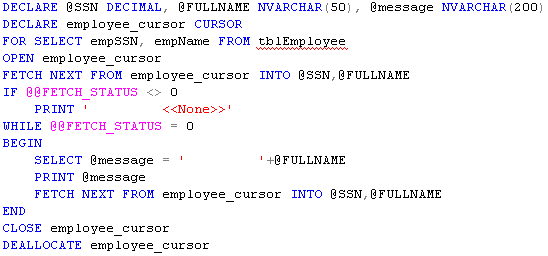 DECLARE @SSN DECIMAL, @FULLNAME NVARCHAR(50), @message NVARCHAR(200)
DECLARE employee_cursor CURSOR
FOR SELECT empSSN, empName FROM tblEmployee
OPEN employee_cursor
FETCH NEXT FROM employee_cursor INTO @SSN,@FULLNAME
IF @@FETCH_STATUS <> 0
    PRINT '          <<None>>'
WHILE @@FETCH_STATUS = 0
BEGIN
    SELECT @message = '          '+@FULLNAME
    PRINT @message
    FETCH NEXT FROM employee_cursor INTO @SSN,@FULLNAME
END
CLOSE employee_cursor
DEALLOCATE employee_cursor